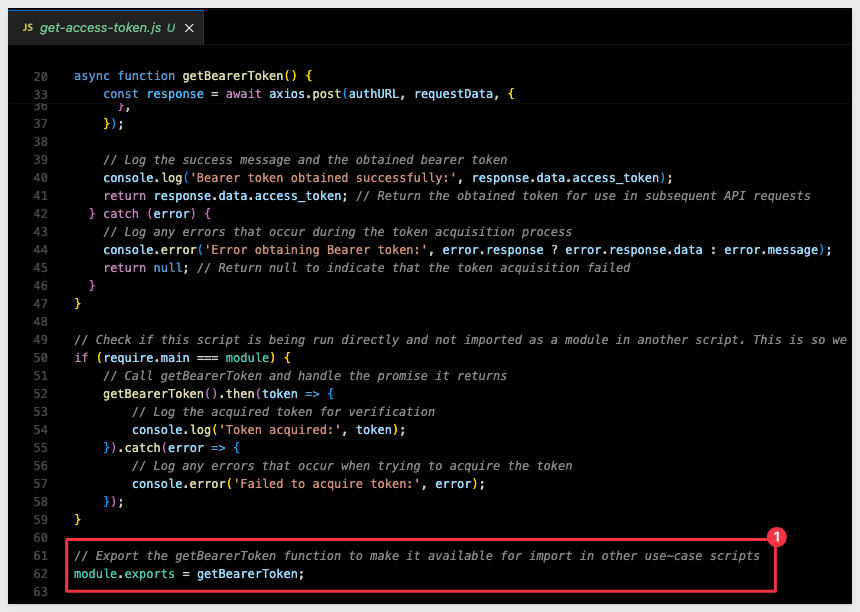 JS get-access-token.js U ×
20 async function getBearerToken() {
33 const response = await axios.post(authURL, requestData, {
36 },
37 });
38
39 // Log the success message and the obtained bearer token
40 console.log('Bearer token obtained successfully:', response.data.access_token);
41 return response.data.access_token; // Return the obtained token for use in subsequent API requests
42 } catch (error) {
43 // Log any errors that occur during the token acquisition process
44 console.error('Error obtaining Bearer token:', error.response ? error.response.data : error.message);
45 return null; // Return null to indicate that the token acquisition failed
46 }
47 }
48
49 // Check if this script is being run directly and not imported as a module in another script. This is so we
50 if (require.main === module) {
51 // Call getBearerToken and handle the promise it returns
52 getBearerToken().then(token => {
53 // Log the acquired token for verification
54 console.log('Token acquired:', token);
55 }).catch(error => {
56 // Log any errors that occur when trying to acquire the token
57 console.error('Failed to acquire token:', error);
58 });
59 }
60
1
61 // Export the getBearerToken function to make it available for import in other use-case scripts
62 module.exports = getBearerToken;
63